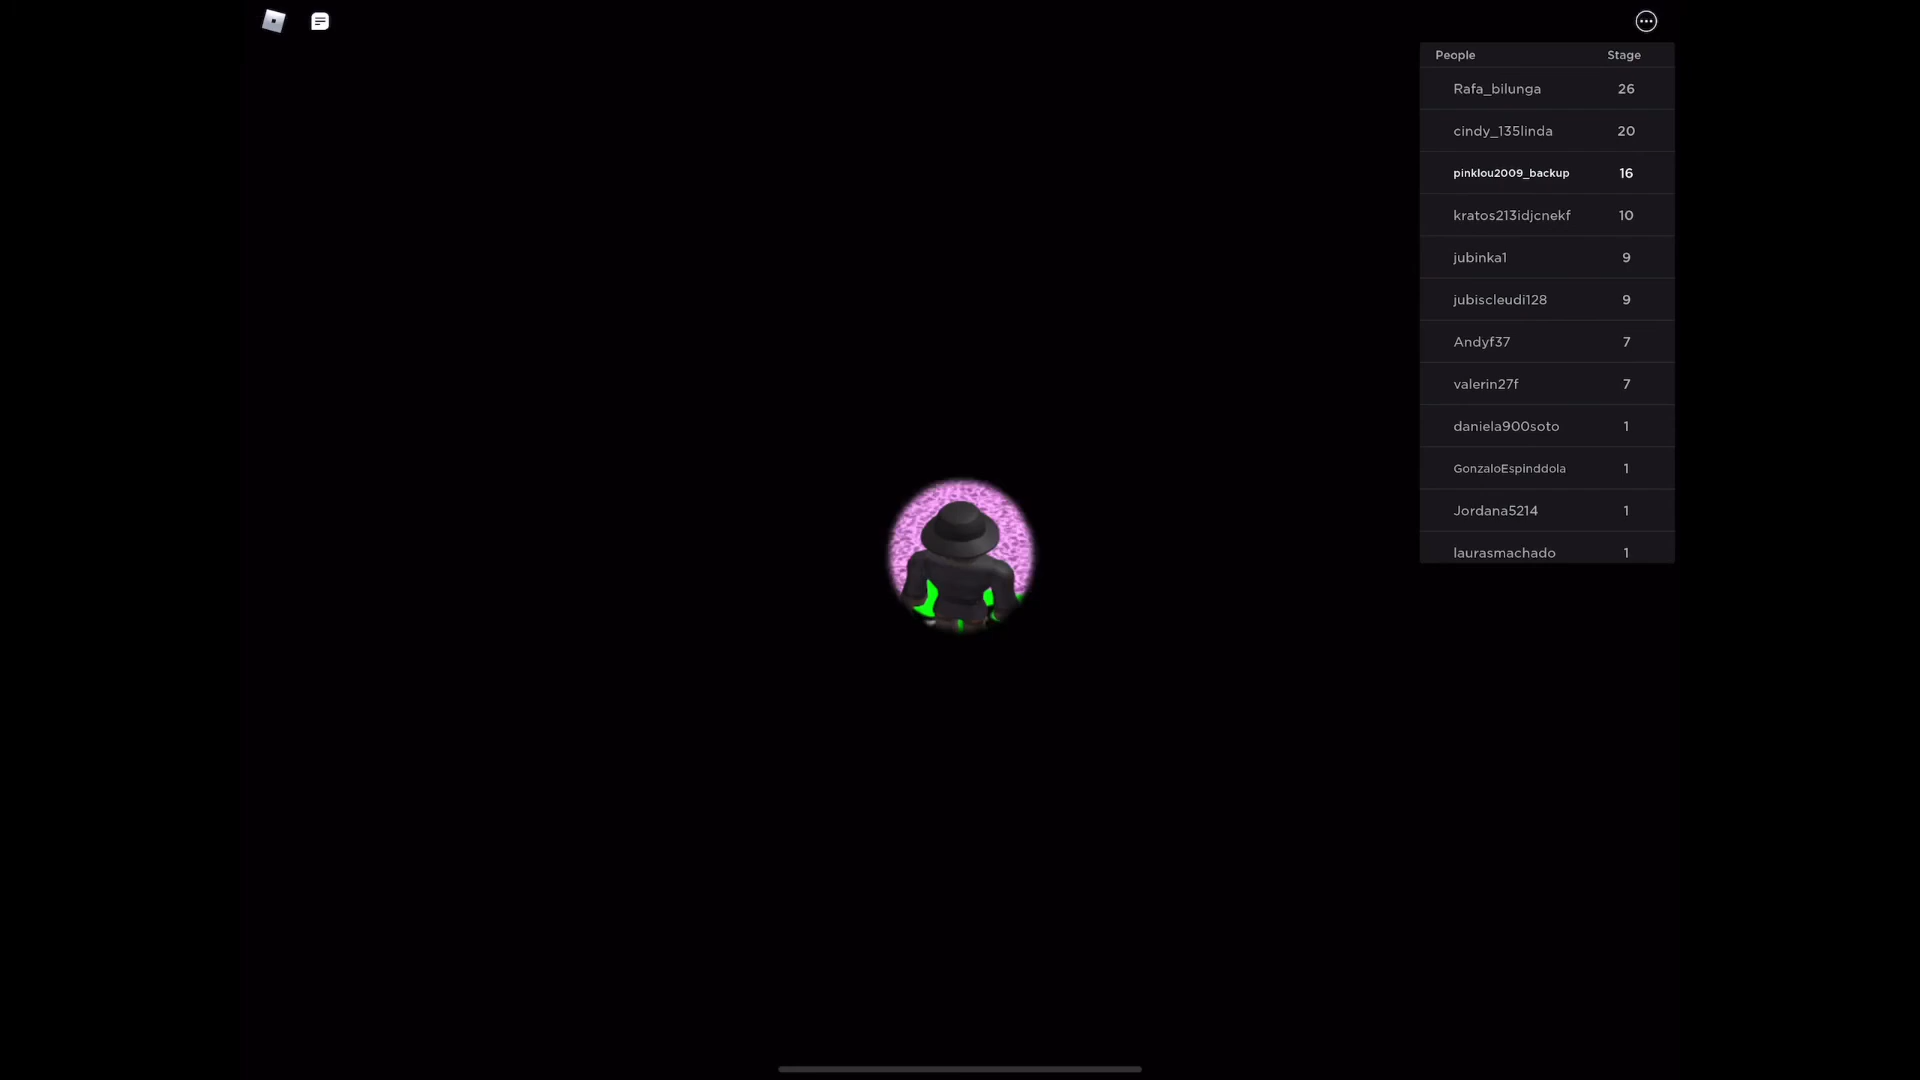 People Stage
Rafa_bilunga 26
cindy_135linda 20
pinklou2009_backup 16
kratos213idjcnekf 10
jubinka1 9
jubiscleudi128 9
Andyf37 7
valerin27f 7
daniela900soto 1
GonzaloEspinddola 1
Jordana5214 1
laurasmachado 1